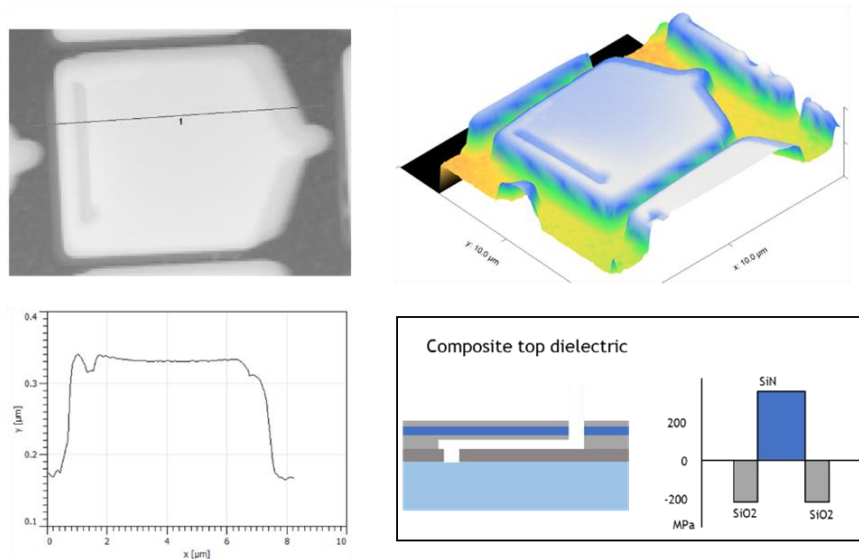 1
y: 10.0 µm
x: 10.0 µm
0.4
0.3
0.2
0.1
y [µm]
0
2
4
6
8
10
x [µm]
Composite top dielectric
SiN
200
0
-200
MPa
SiO2
SiO2